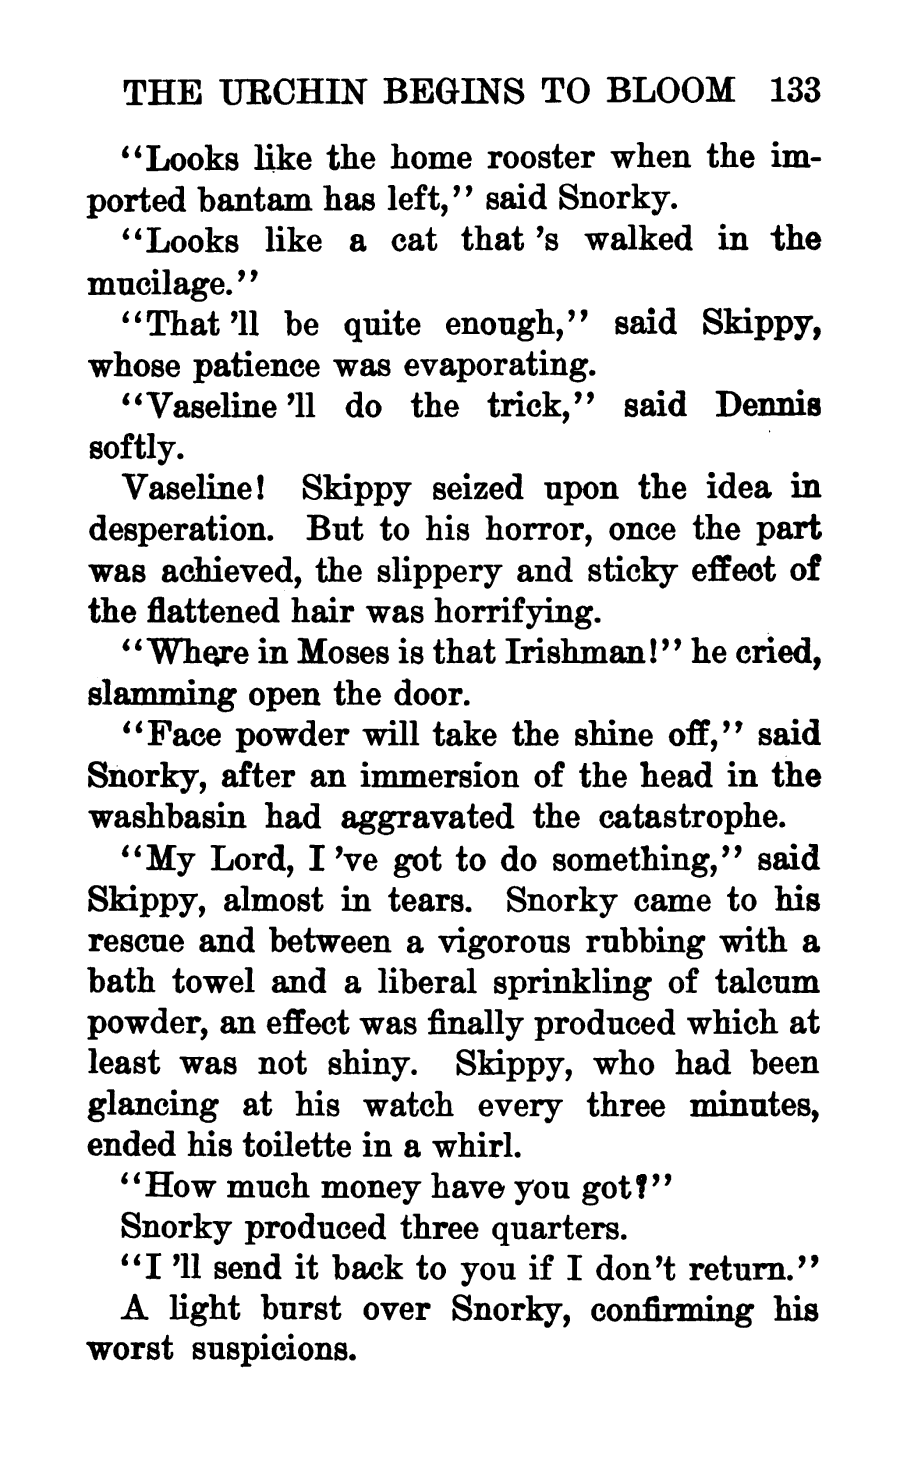 THE URCHIN BEGINS TO BLOOM 133
“Looks like the home rooster when the im-
ported bantam has left,” said Snorky.
“Looks like a cat that ’s walked in the
mucilage.”
“That ’ll be quite enough,” said Skippy,
whose patience was evaporating.
“Vaseline ’ll do the trick,” said Dennis
softly.
Vaseline! Skippy seized upon the idea in
desperation. But to his horror, once the part
was achieved, the slippery and sticky effect of
the flattened hair was horrifying.
“Where in Moses is that Irishman!” he cried,
slamming open the door.
“Face powder will take the shine off,” said
Snorky, after an immersion of the head in the
washbasin had aggravated the catastrophe.
“My Lord, I ’ve got to do something,” said
Skippy, almost in tears. Snorky came to his
rescue and between a vigorous rubbing with a
bath towel and a liberal sprinkling of talcum
powder, an effect was finally produced which at
least was not shiny. Skippy, who had been
glancing at his watch every three minutes,
ended his toilette in a whirl.
“How much money have you got?”
Snorky produced three quarters.
“I ’ll send it back to you if I don’t return.”
A light burst over Snorky, confirming his
worst suspicions.